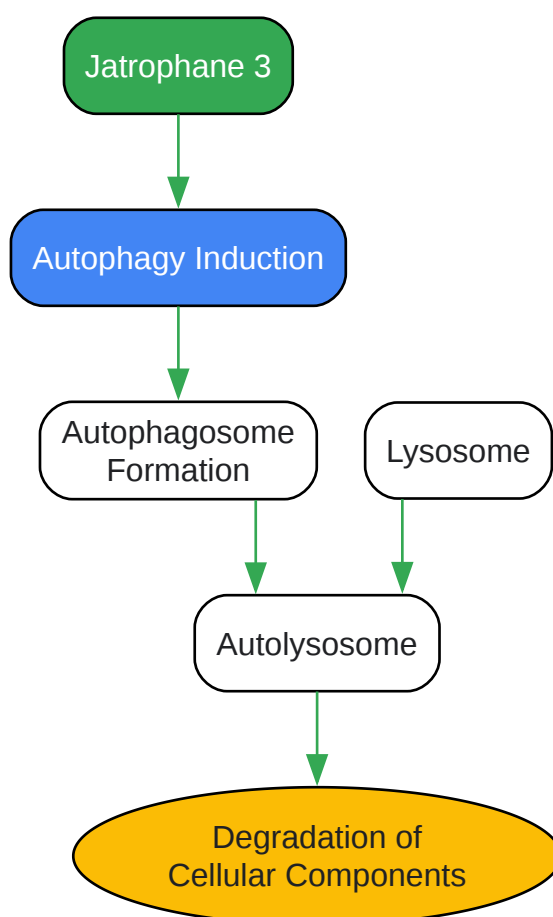 Jatrophane 3
Autophagy Induction
Autophagosome
Formation
Lysosome
Autolysosome
Degradation of
Cellular Components